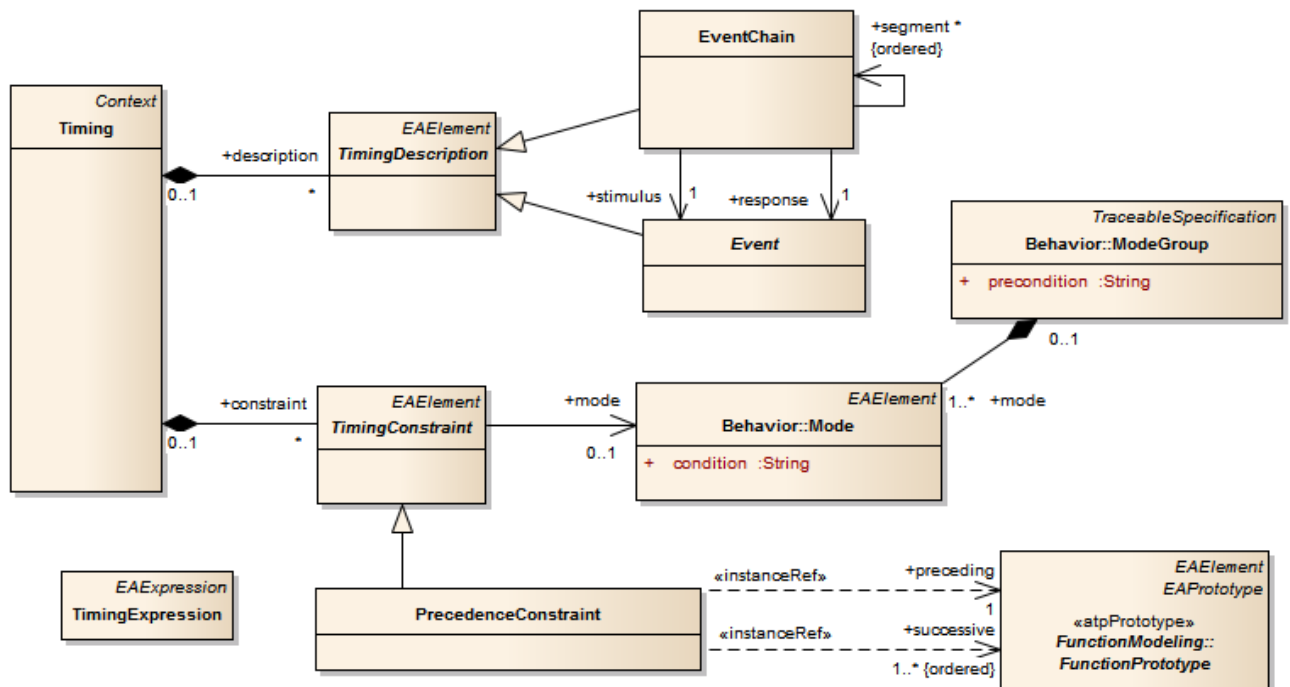 EventChain
+segment *
{ordered}
Context
Timing
+description
0..1
*
EAElement
TimingDescription
+stimulus
1
+response
1
Event
TraceableSpecification
Behavior::ModeGroup
+ precondition :String
0..1
+constraint
0..1
*
EAElement
TimingConstraint
+mode
0..1
EAElement
Behavior::Mode
+ condition :String
1..*
+mode
EAExpression
TimingExpression
PrecedenceConstraint
«instanceRef»
+preceding
1
«instanceRef»
+successive
1..* {ordered}
EAElement
EAPrototype
«atpPrototype»
FunctionModeling::
FunctionPrototype